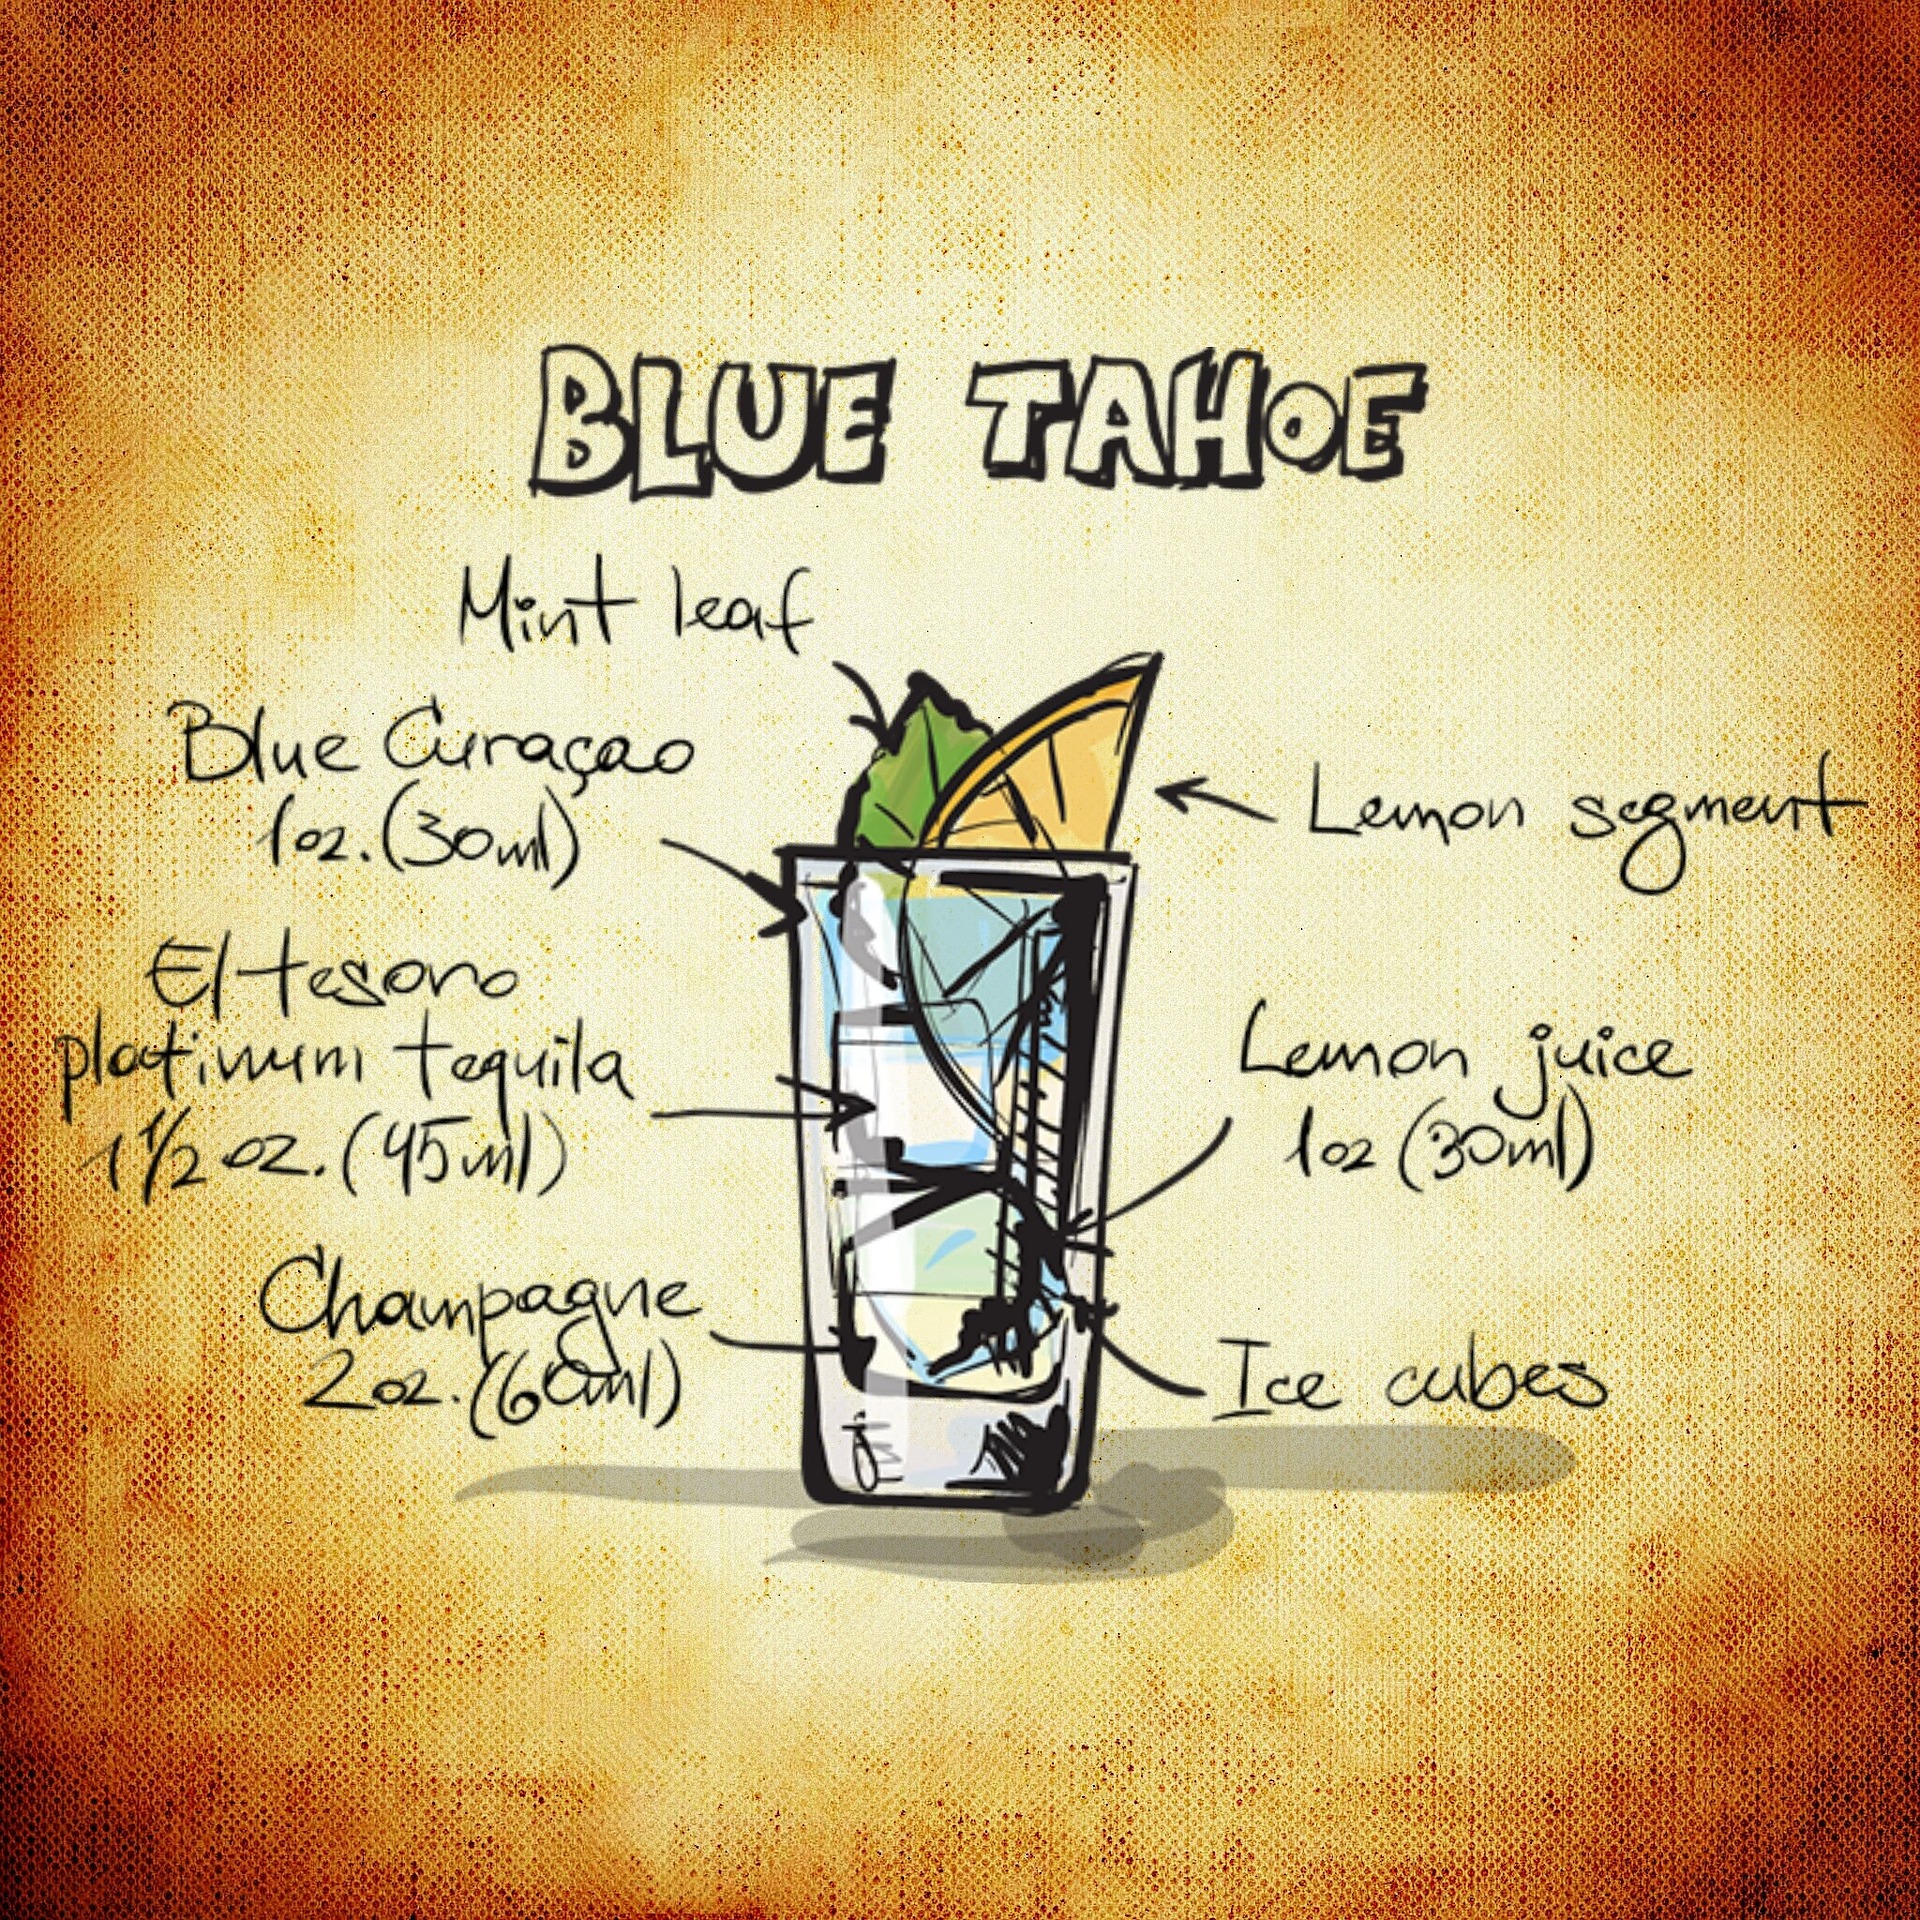 BLUE TAHOE
Mint leaf
Blue Curaçao
1oz. (30ml)
Lemon segment
El tesoro
platinum tequila
1 1/2 oz. (45ml)
Lemon juice
1oz (30ml)
Champagne
2oz. (60ml)
Ice cubes